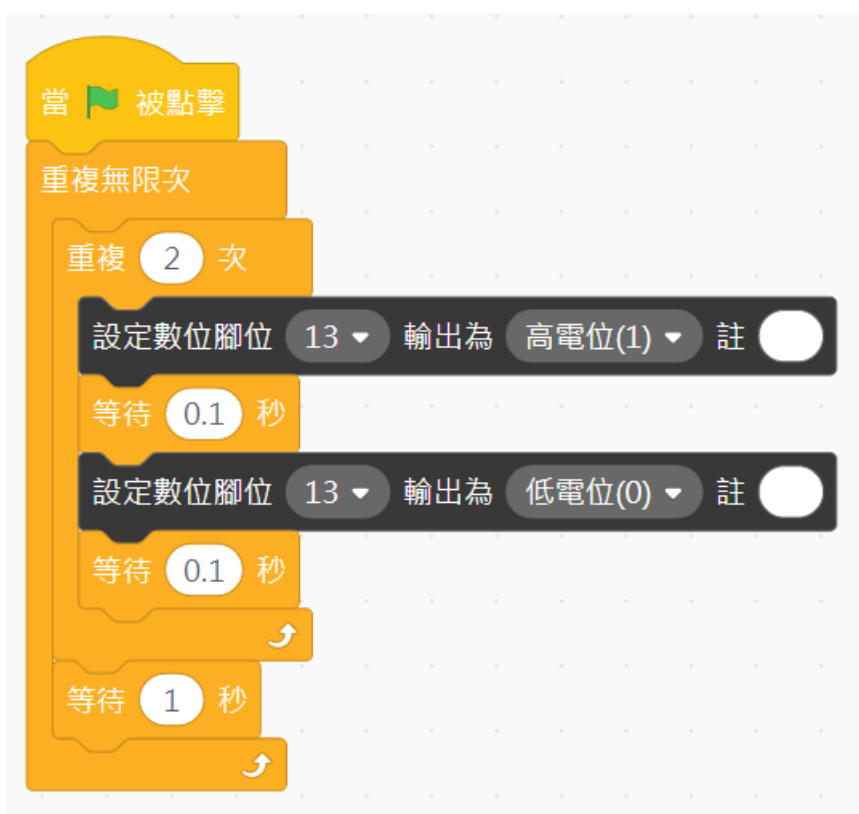 當 被點擊
重複無限次
重複 2 次
設定數位腳位 13 輸出為 高電位(1) 註
等待 0.1 秒
設定數位腳位 13 輸出為 低電位(0) 註
等待 0.1 秒
等待 1 秒